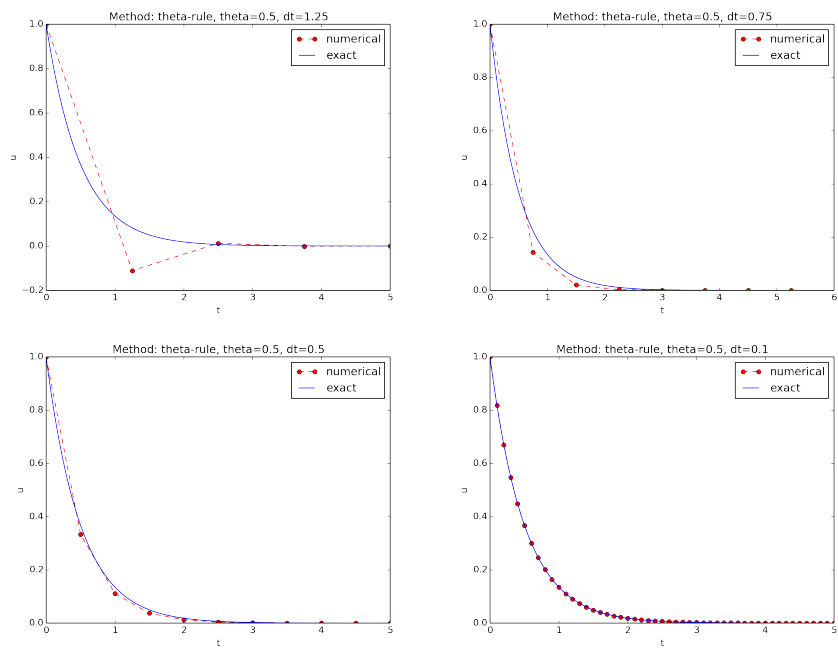 Method: theta-rule, theta=0.5, dt=1.25
1.0
0.8
0.6
0.4
0.2
0.0
−0.2
u
0 1 2 3 4 5
t
numerical
exact
Method: theta-rule, theta=0.5, dt=0.75
1.0
0.8
0.6
0.4
0.2
0.0
u
0 1 2 3 4 5 6
t
numerical
exact
Method: theta-rule, theta=0.5, dt=0.5
1.0
0.8
0.6
0.4
0.2
0.0
u
0 1 2 3 4 5
t
numerical
exact
Method: theta-rule, theta=0.5, dt=0.1
1.0
0.8
0.6
0.4
0.2
0.0
u
0 1 2 3 4 5
t
numerical
exact